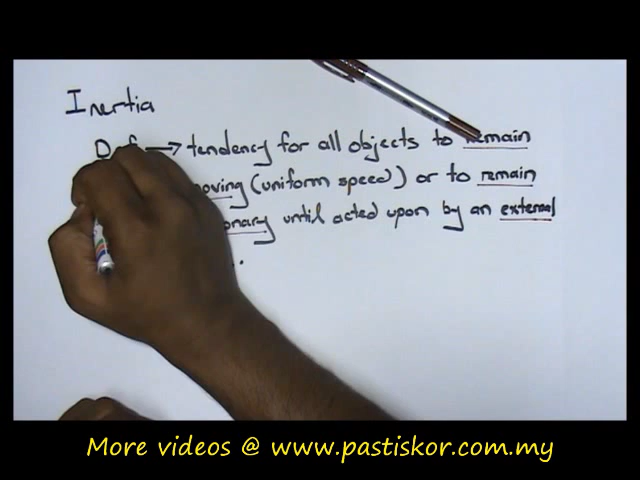 Inertia
Def → tendency for all objects to remain
moving (uniform speed) or to remain
until acted upon by an external
More videos @ www.pastiskor.com.my